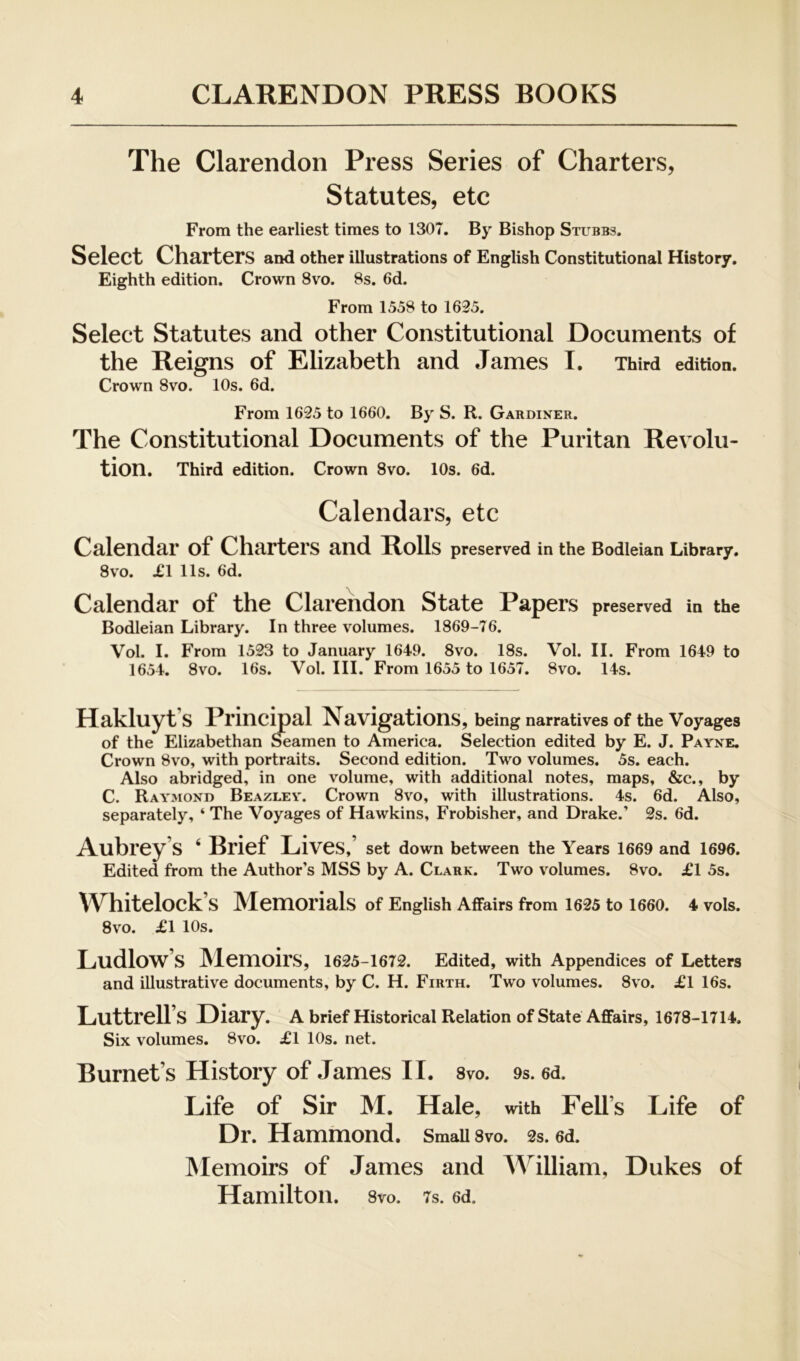 4 CLARENDON PRESS BOOKS
The Clarendon Press Series of Charters,
Statutes, etc
From the earliest times to 1307. By Bishop Stubbs.
Select Charters and other illustrations of English Constitutional History.
Eighth edition. Crown 8vo. 8s. 6d.
From 1558 to 1625.
Select Statutes and other Constitutional Documents of
the Reigns of Elizabeth and James I. Third edition.
Crown 8vo. 10s. 6d.
From 1625 to 1660. By S. R. Gardiner.
The Constitutional Documents of the Puritan Revolu-
tion. Third edition. Crown 8vo. 10s. 6d.
Calendars, etc
Calendar of Charters and Rolls preserved in the Bodleian Library.
8vo. £1 11s. 6d.
Calendar of the Clarendon State Papers preserved in the
Bodleian Library. In three volumes. 1869-76.
Vol. I. From 1523 to January 1649. 8vo. 18s. Vol. II. From 1649 to
1654. 8vo. 16s. Vol. III. From 1655 to 1657. 8vo. 14s.
Hakluyt's Principal Navigations, being narratives of the Voyages
of the Elizabethan Seamen to America. Selection edited by E. J. Payne.
Crown 8vo, with portraits. Second edition. Two volumes. 5s. each.
Also abridged, in one volume, with additional notes, maps, &c., by
C. Raymond Beazley. Crown 8vo, with illustrations. 4s. 6d. Also,
separately, ‘The Voyages of Hawkins, Frobisher, and Drake.’ 2s. 6d.
Aubrey's ‘Brief Lives,’ set down between the Years 1669 and 1696.
Edited from the Author's MSS by A. Clark. Two volumes. 8vo. £1 5s.
Whitelock's Memorials of English Affairs from 1625 to 1660. 4 vols.
8vo. £1 10s.
Ludlow's Memoirs, 1625-1672. Edited, with Appendices of Letters
and illustrative documents, by C. H. Firth. Two volumes. 8vo. £1 16s.
Luttrell's Diary. A brief Historical Relation of State Affairs, 1678-1714.
Six volumes. 8vo. £1 10s. net.
Burnet's History of James II. 8vo. 9s. 6d.
Life of Sir M. Hale, with Fell's Life of
Dr. Hammond. Small 8vo. 2s. 6d.
Memoirs of James and William, Dukes of
Hamilton. 8vo. 7s. 6d.